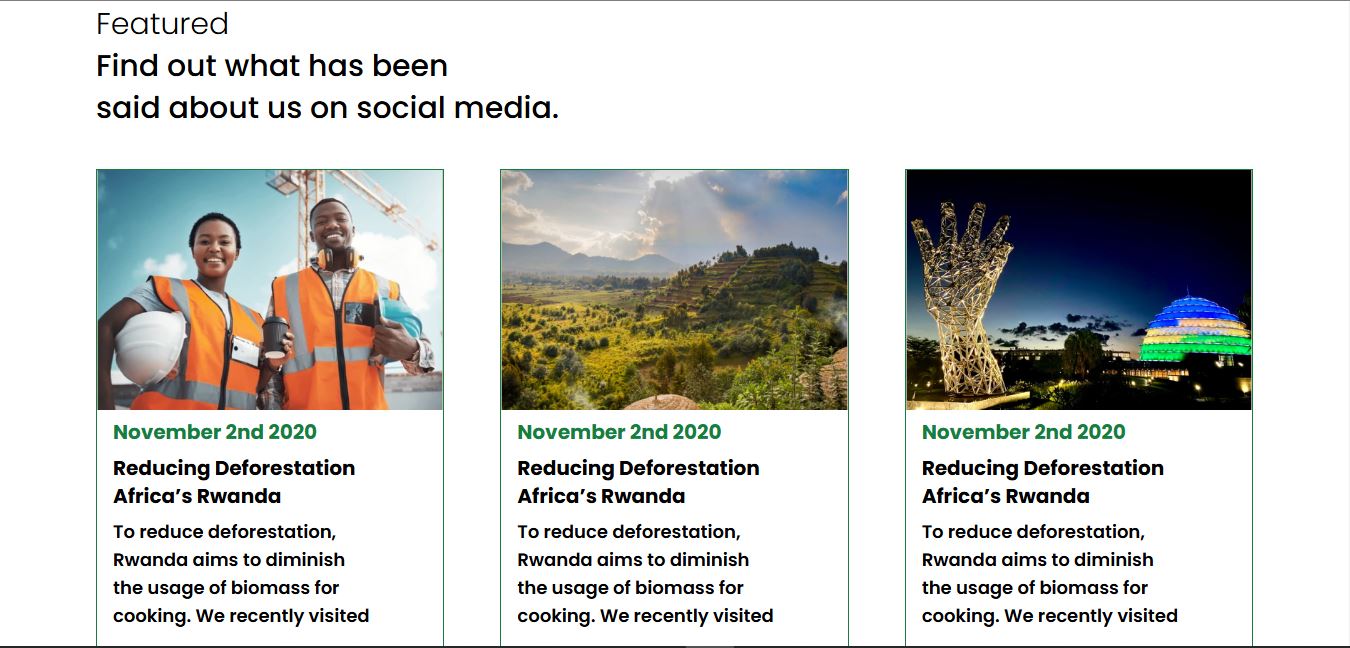 Featured
Find out what has been
said about us on social media.
November 2nd 2020
Reducing Deforestation
Africa’s Rwanda
To reduce deforestation,
Rwanda aims to diminish
the usage of biomass for
cooking. We recently visited
November 2nd 2020
Reducing Deforestation
Africa’s Rwanda
To reduce deforestation,
Rwanda aims to diminish
the usage of biomass for
cooking. We recently visited
November 2nd 2020
Reducing Deforestation
Africa’s Rwanda
To reduce deforestation,
Rwanda aims to diminish
the usage of biomass for
cooking. We recently visited